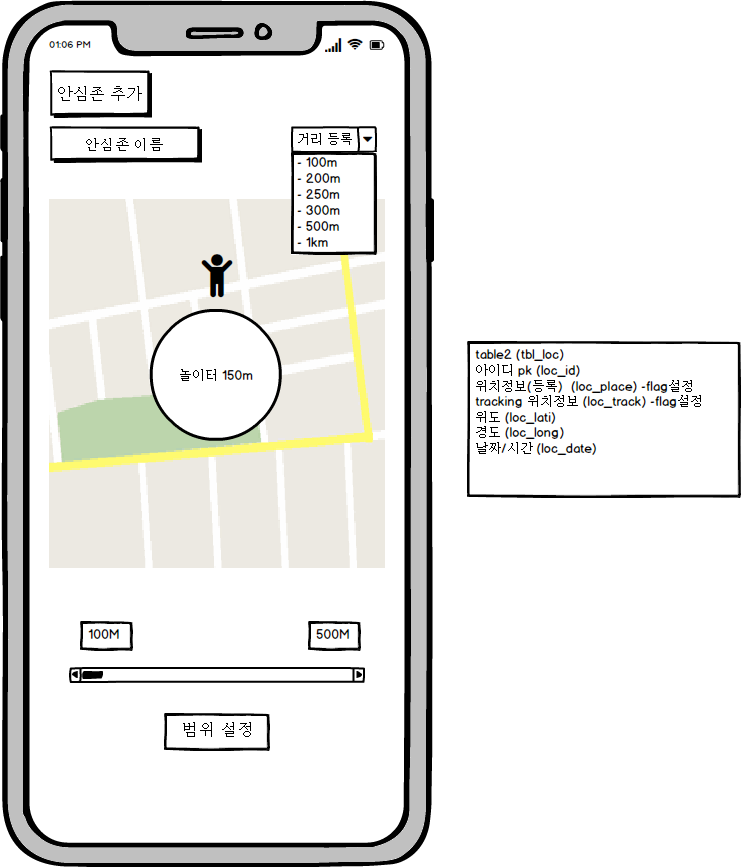 01:06 PM
안심존 추가
안심존 이름
거리 등록
- 100m
- 200m
- 250m
- 300m
- 500m
- 1km
놀이터 150m
100M
500M
범위 설정
table2 (tbl_loc)
아이디 pk (loc_id)
위치정보(등록) (loc_place) -flag설정
tracking 위치정보 (loc_track) -flag설정
위도 (loc_lati)
경도 (loc_long)
날짜/시간 (loc_date)